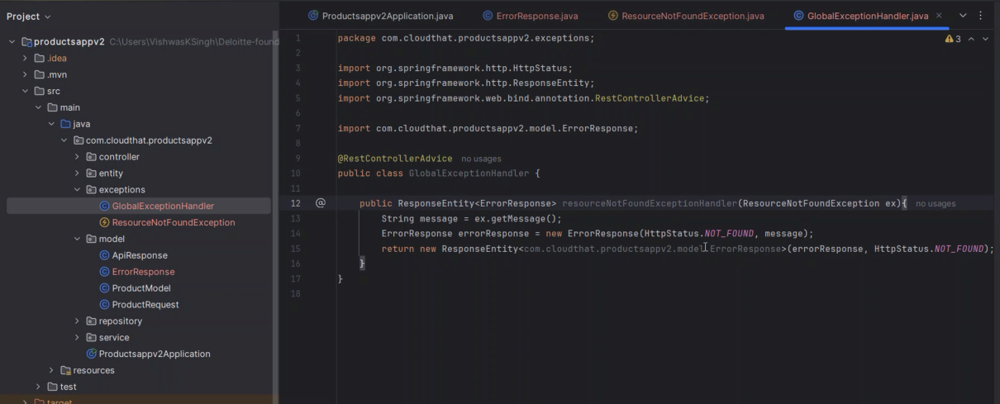 Project
Productsappv2Application.java
ErrorResponse.java
ResourceNotFoundException.java
GlobalExceptionHandler.java
productsappv2 C:\Users\VishwasKSingh\Deloitte-found
.idea
.mvn
src
main
java
com.cloudthat.productsappv2
controller
entity
exceptions
GlobalExceptionHandler
ResourceNotFoundException
model
ApiResponse
ErrorResponse
ProductModel
ProductRequest
repository
service
Productsappv2Application
resources
test
target
3
1 package com.cloudthat.productsappv2.exceptions;
2
3 import org.springframework.http.HttpStatus;
4 import org.springframework.http.ResponseEntity;
5 import org.springframework.web.bind.annotation.RestControllerAdvice;
6
7 import com.cloudthat.productsappv2.model.ErrorResponse;
8
9 @RestControllerAdvice no usages
10 public class GlobalExceptionHandler {
11
12 @ public ResponseEntity<ErrorResponse> resourceNotFoundExceptionHandler(ResourceNotFoundException ex){ no usages
13 String message = ex.getMessage();
14 ErrorResponse errorResponse = new ErrorResponse(HttpStatus.NOT_FOUND, message);
15 return new ResponseEntity<com.cloudthat.productsappv2.model.ErrorResponse>(errorResponse, HttpStatus.NOT_FOUND);
16 }
17 }
18